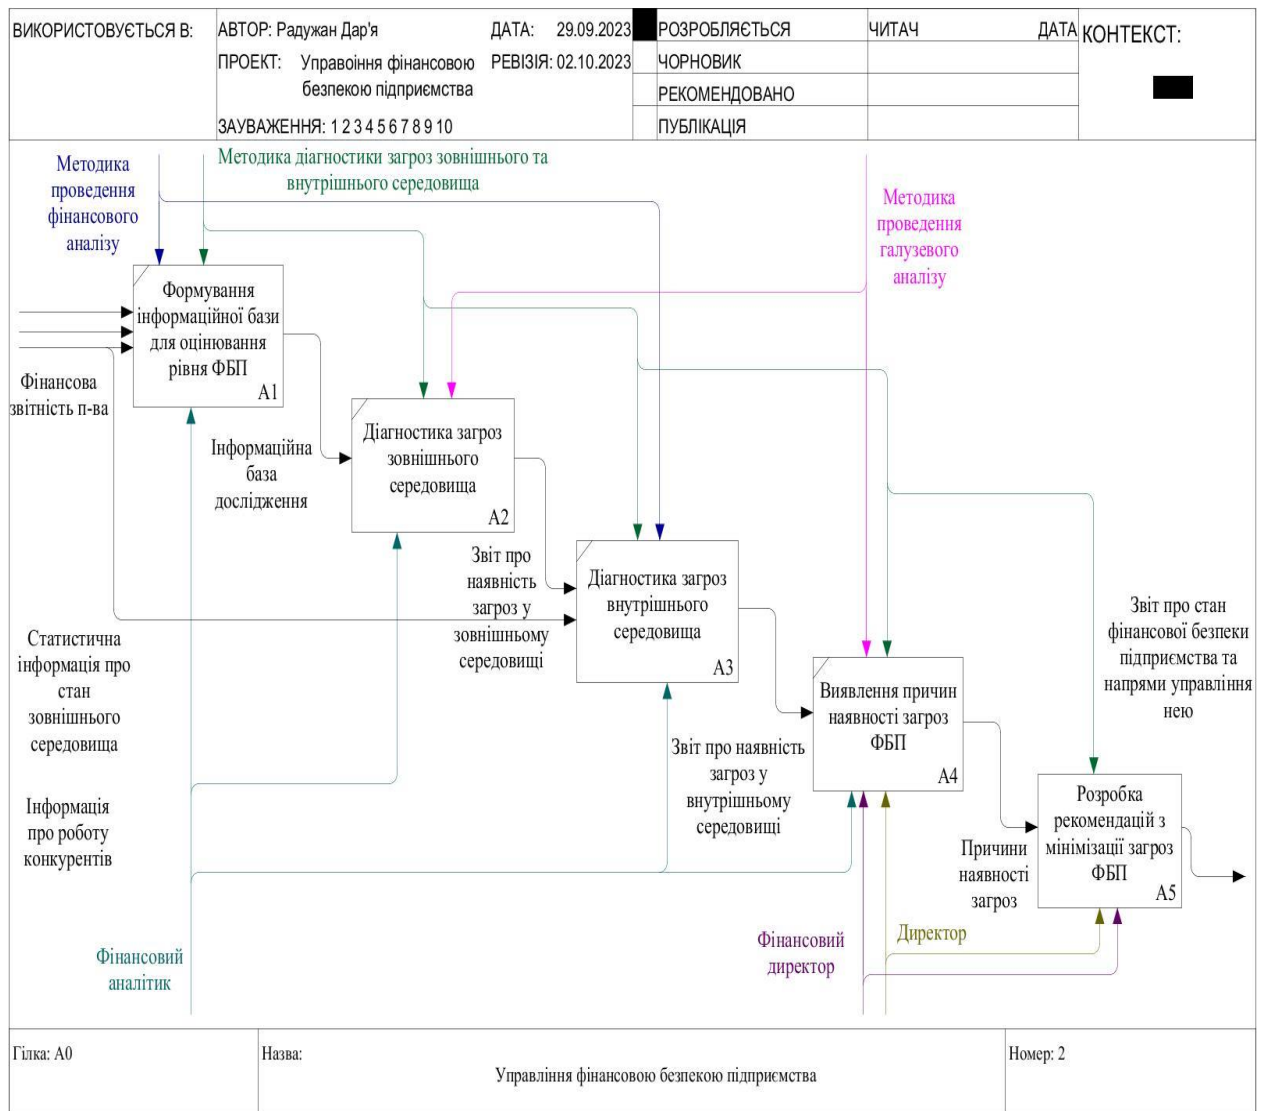 ВИКОРИСТОВУЄТЬСЯ В:
АВТОР: Радужан Дар'я
ДАТА: 29.09.2023
РОЗРОБЛЯЄТЬСЯ
ЧИТАЧ
ДАТА
КОНТЕКСТ:
ПРОЕКТ: Управоіння фінансовою
безпекою підприємства
РЕВІЗІЯ: 02.10.2023
ЧОРНОВИК
РЕКОМЕНДОВАНО
ЗАУВАЖЕННЯ: 1 2 3 4 5 6 7 8 9 10
ПУБЛІКАЦІЯ
Методика
проведення
фінансового
аналізу
Методика діагностики загроз зовнішнього та
внутрішнього середовища
Методика
проведення
галузевого
аналізу
Формування
інформаційної бази
для оцінювання
рівня ФБП
А1
Фінансова
звітність п-ва
Інформаційна
база
дослідження
Діагностика загроз
зовнішнього
середовища
А2
Звіт про
наявність
загроз у
зовнішньому
середовищі
Діагностика загроз
внутрішнього
середовища
А3
Статистична
інформація про
стан
зовнішнього
середовища
Звіт про стан
фінансової безпеки
підприємства та
напрями управління
нею
Виявлення причин
наявності загроз
ФБП
А4
Звіт про наявність
загроз у
внутрішньому
середовищі
Інформація
про роботу
конкурентів
Розробка
рекомендацій з
мінімізації загроз
ФБП
А5
Причини
наявності
загроз
Фінансовий
аналітик
Фінансовий
директор
Директор
Гілка: А0
Назва:
Управління фінансовою безпекою підприємства
Номер: 2